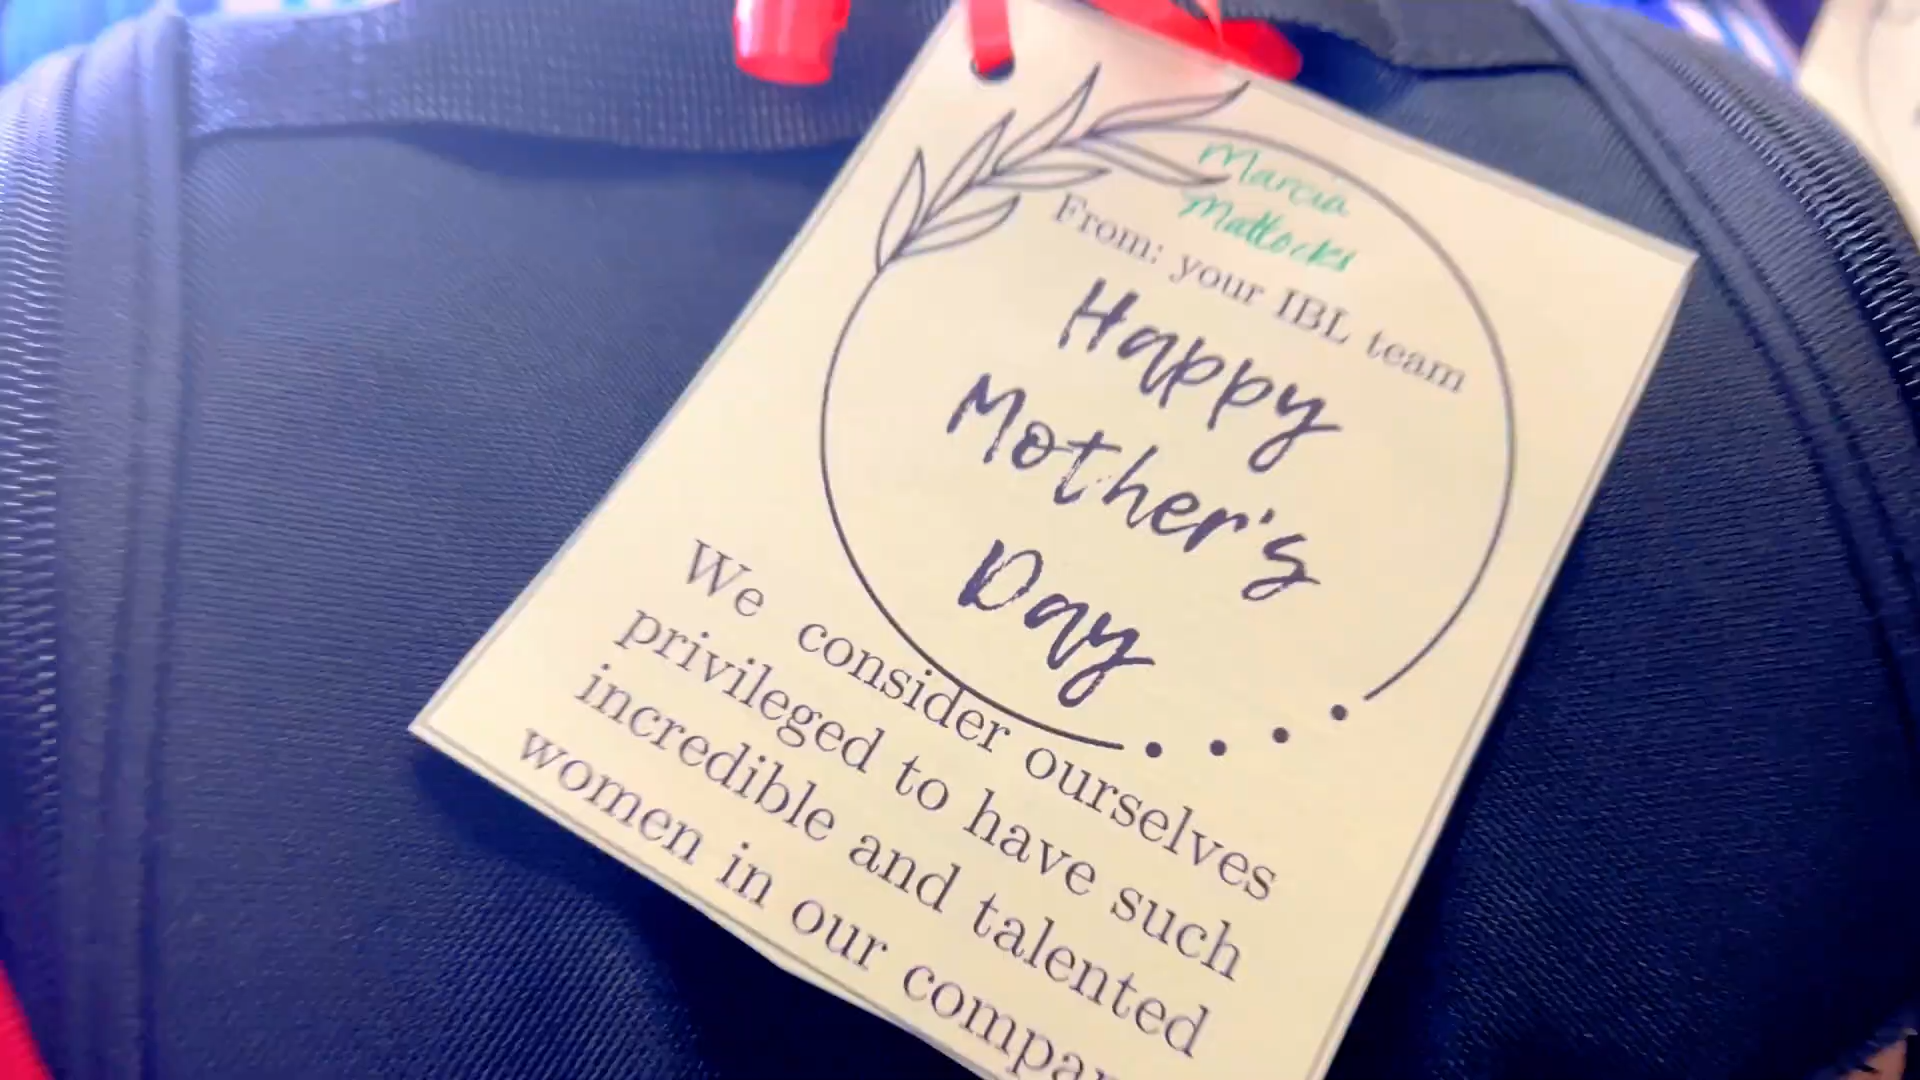 Marcia
Matlocks
From: your IBL team
Happy
Mother's
Day
We consider ourselves
privileged to have such
incredible and talented
women in our